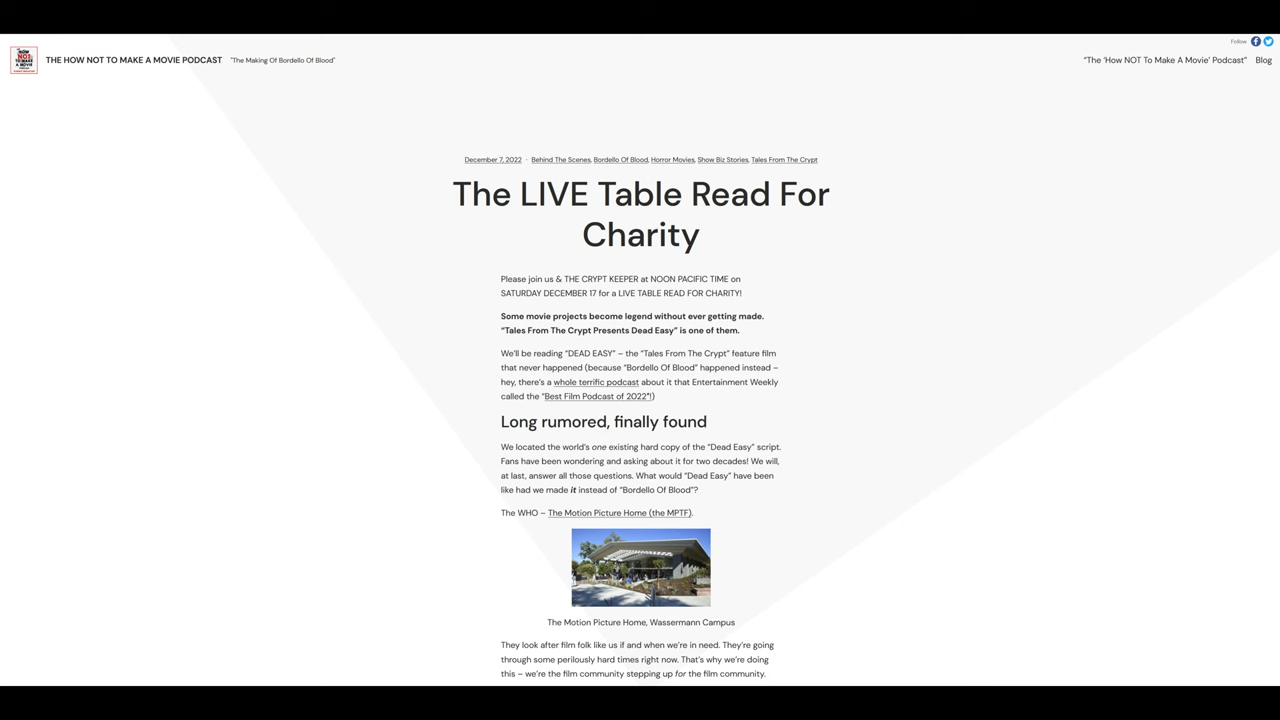 Follow
THE HOW NOT TO MAKE A MOVIE PODCAST "The Making Of Bordello Of Blood"
“The ‘How NOT To Make A Movie’ Podcast” Blog
December 7, 2022 · Behind The Scenes, Bordello Of Blood, Horror Movies, Show Biz Stories, Tales From The Crypt
The LIVE Table Read For
Charity
Please join us & THE CRYPT KEEPER at NOON PACIFIC TIME on
SATURDAY DECEMBER 17 for a LIVE TABLE READ FOR CHARITY!
Some movie projects become legend without ever getting made.
“Tales From The Crypt Presents Dead Easy” is one of them.
We’ll be reading “DEAD EASY” – the “Tales From The Crypt” feature film
that never happened (because “Bordello Of Blood” happened instead –
hey, there’s a whole terrific podcast about it that Entertainment Weekly
called the “Best Film Podcast of 2022”!)
Long rumored, finally found
We located the world’s one existing hard copy of the “Dead Easy” script.
Fans have been wondering and asking about it for two decades! We will,
at last, answer all those questions. What would “Dead Easy” have been
like had we made it instead of “Bordello Of Blood”?
The WHO – The Motion Picture Home (the MPTF).
The Motion Picture Home, Wassermann Campus
They look after film folk like us if and when we’re in need. They’re going
through some perilously hard times right now. That’s why we’re doing
this – we’re the film community stepping up for the film community.